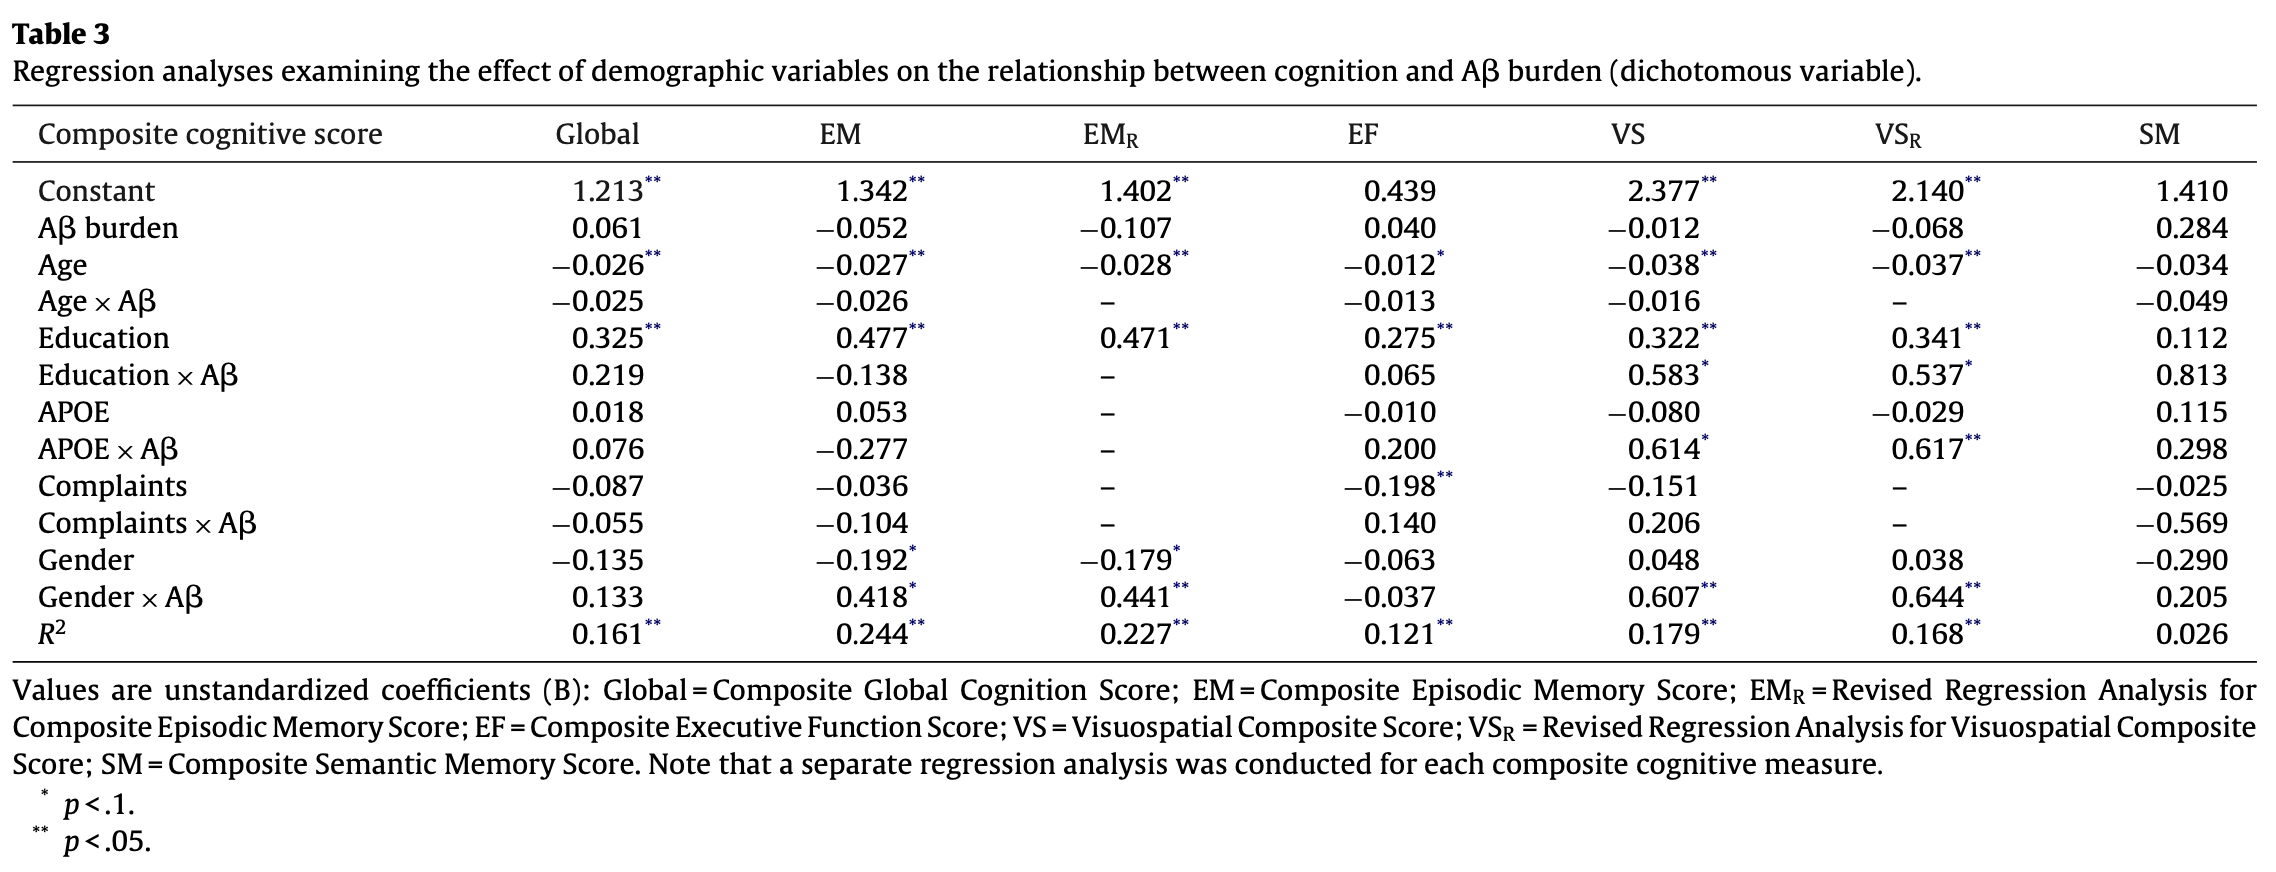 Table 3
Regression analyses examining the effect of demographic variables on the relationship between cognition and Aβ burden (dichotomous variable).
Composite cognitive score Global EM EMR EF VS VSR SM
Constant 1.213** 1.342** 1.402** 0.439 2.377** 2.140** 1.410
Aβ burden 0.061 −0.052 −0.107 0.040 −0.012 −0.068 0.284
Age −0.026** −0.027** −0.028** −0.012* −0.038** −0.037** −0.034
Age × Aβ −0.025 −0.026 – −0.013 −0.016 – −0.049
Education 0.325** 0.477** 0.471** 0.275** 0.322** 0.341** 0.112
Education × Aβ 0.219 −0.138 – 0.065 0.583* 0.537* 0.813
APOE 0.018 0.053 – −0.010 −0.080 −0.029 0.115
APOE × Aβ 0.076 −0.277 – 0.200 0.614* 0.617** 0.298
Complaints −0.087 −0.036 – −0.198** −0.151 – −0.025
Complaints × Aβ −0.055 −0.104 – 0.140 0.206 – −0.569
Gender −0.135 −0.192* −0.179* −0.063 0.048 0.038 −0.290
Gender × Aβ 0.133 0.418* 0.441** −0.037 0.607** 0.644** 0.205
R2 0.161** 0.244** 0.227** 0.121** 0.179** 0.168** 0.026
Values are unstandardized coefficients (B): Global = Composite Global Cognition Score; EM = Composite Episodic Memory Score; EMR = Revised Regression Analysis for
Composite Episodic Memory Score; EF = Composite Executive Function Score; VS = Visuospatial Composite Score; VSR = Revised Regression Analysis for Visuospatial Composite
Score; SM = Composite Semantic Memory Score. Note that a separate regression analysis was conducted for each composite cognitive measure.
* p < .1.
** p < .05.